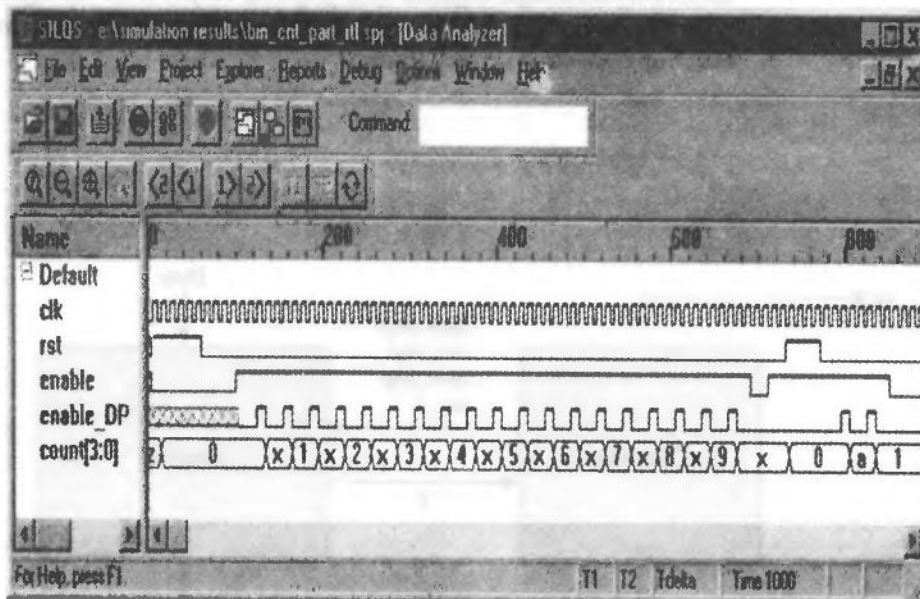 SILOS - e:\simulation results\bin_cnt_part_rtl.spj - [Data Analyzer]
File Edit View Project Explorer Reports Debug Options Window Help
Command:
Name 0 200 400 600 800
Default
clk
rst
enable
enable_DP
count[3:0] z 0 x 1 x 2 x 3 x 4 x 5 x 6 x 7 x 8 x 9 x 0 a 1
For Help, press F1 T1 T2 Tdelta Time 1000